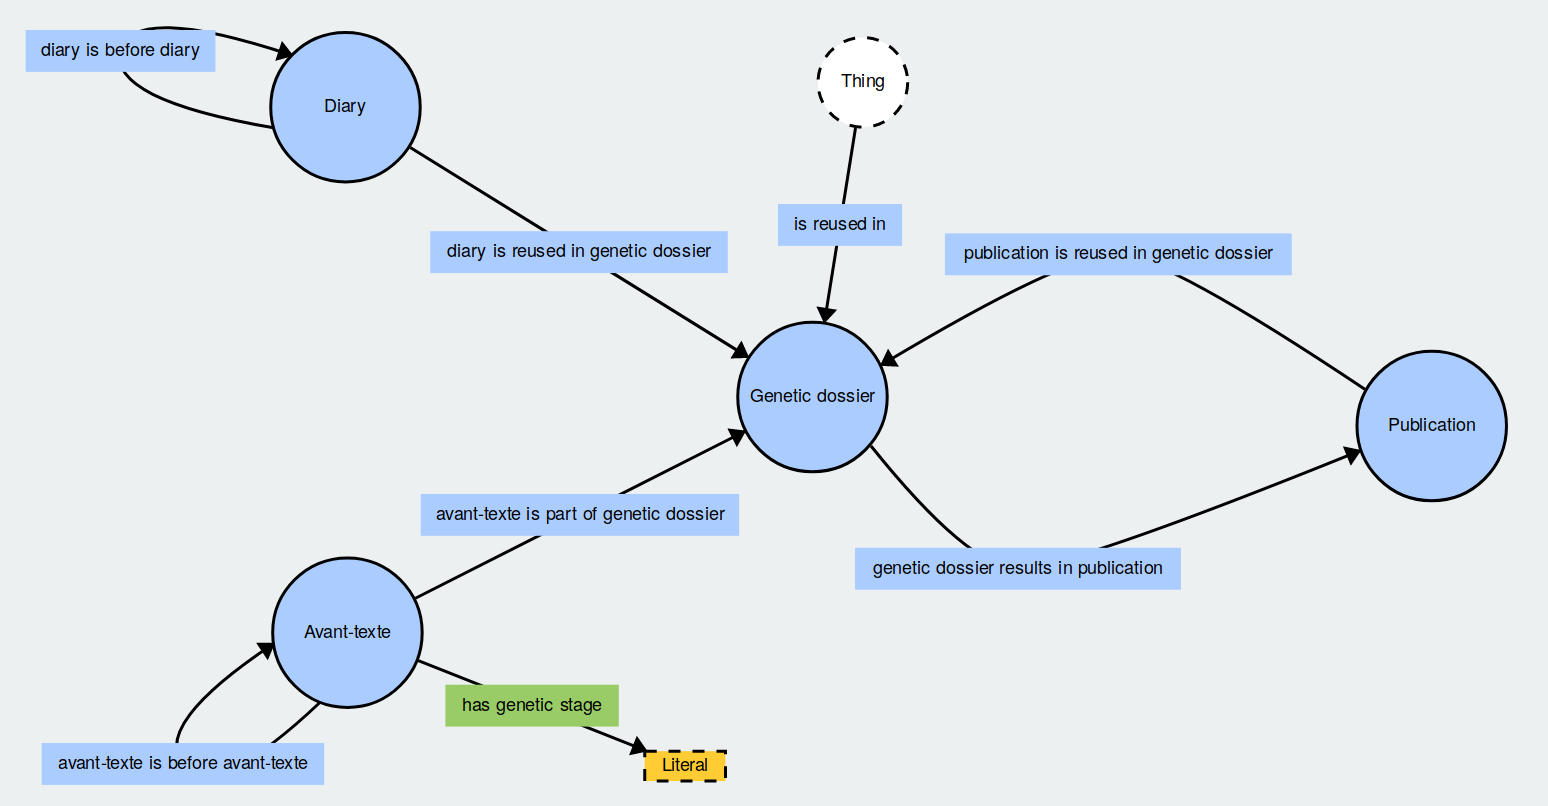 diary is before diary
Diary
Thing
is reused in
diary is reused in genetic dossier
publication is reused in genetic dossier
Genetic dossier
Publication
avant-texte is part of genetic dossier
genetic dossier results in publication
Avant-texte
has genetic stage
avant-texte is before avant-texte
Literal